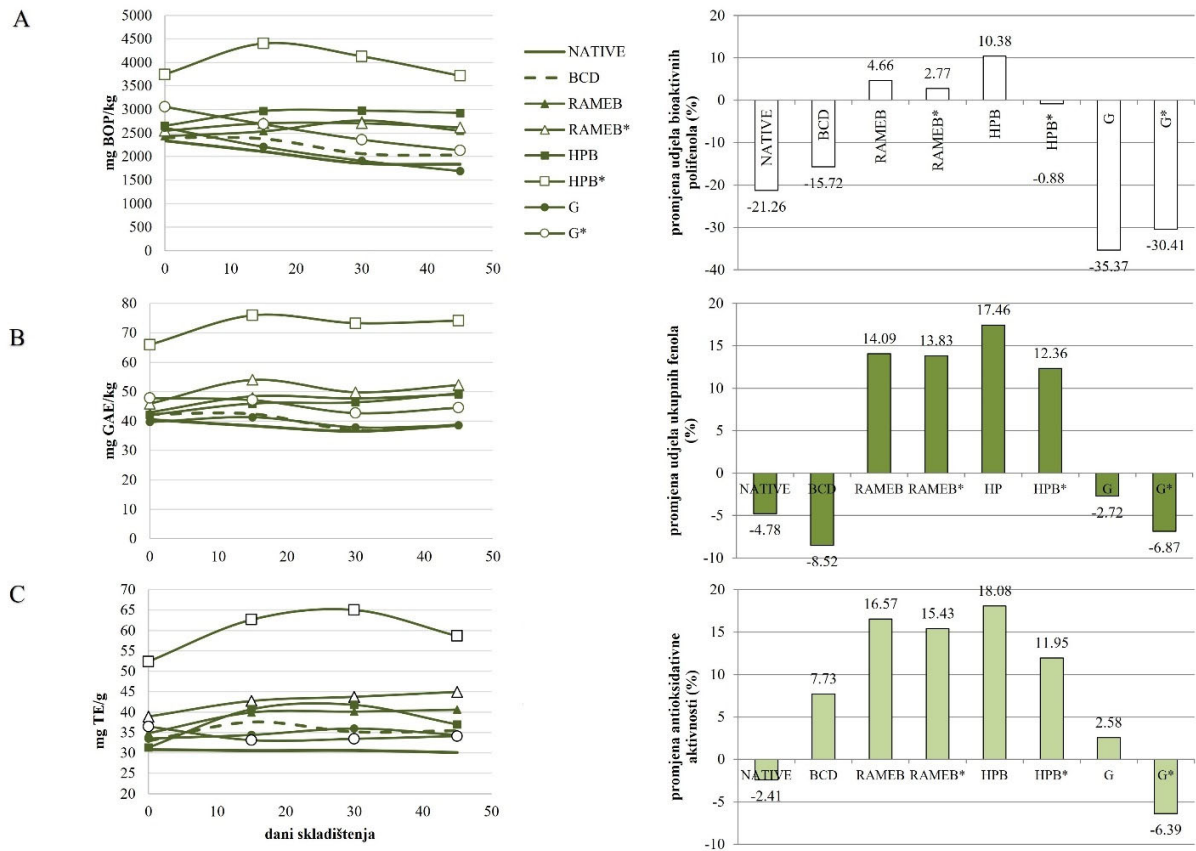 A
mg BOP/kg
5000
4500
4000
3500
3000
2500
2000
1500
1000
500
0
0 10 20 30 40 50
NATIVE
BCD
RAMEB
RAMEB*
HPB
HPB*
G
G*
promjena udjela bioaktivnih
polifenola (%)
20
10
0
-10
-20
-30
-40
4.66
2.77
10.38
NATIVE
BCD
RAMEB
RAMEB*
HPB
HPB*
G
G*
-21.26
-15.72
-0.88
-35.37
-30.41
B
mg GAE/kg
80
70
60
50
40
30
20
10
0
0 10 20 30 40 50
promjena udjela ukupnih fenola
(%)
20
15
10
5
0
-5
-10
14.09
13.83
17.46
12.36
NATIVE BCD RAMEB RAMEB* HP HPB* G G*
-4.78
-8.52
-2.72
-6.87
C
mg TE/g
70
65
60
55
50
45
40
35
30
25
20
0 10 20 30 40 50
dani skladištenja
promjena antioksidativne
aktivnosti (%)
20
15
10
5
0
-5
-10
7.73
16.57
15.43
18.08
11.95
2.58
NATIVE BCD RAMEB RAMEB* HPB HPB* G G*
-2.41
-6.39